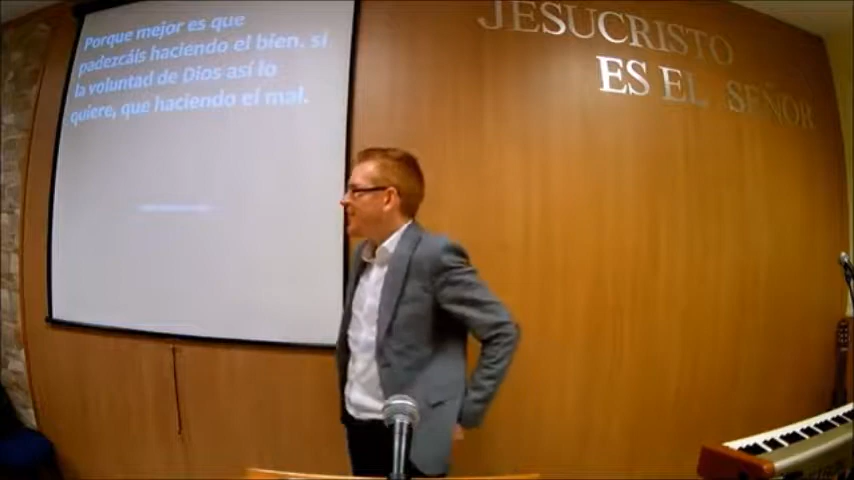 Porque mejor es que
padezcáis haciendo el bien. sí
la voluntad de Dios así lo
quiere, que haciendo el mal.
JESUCRISTO
ES EL SEÑOR